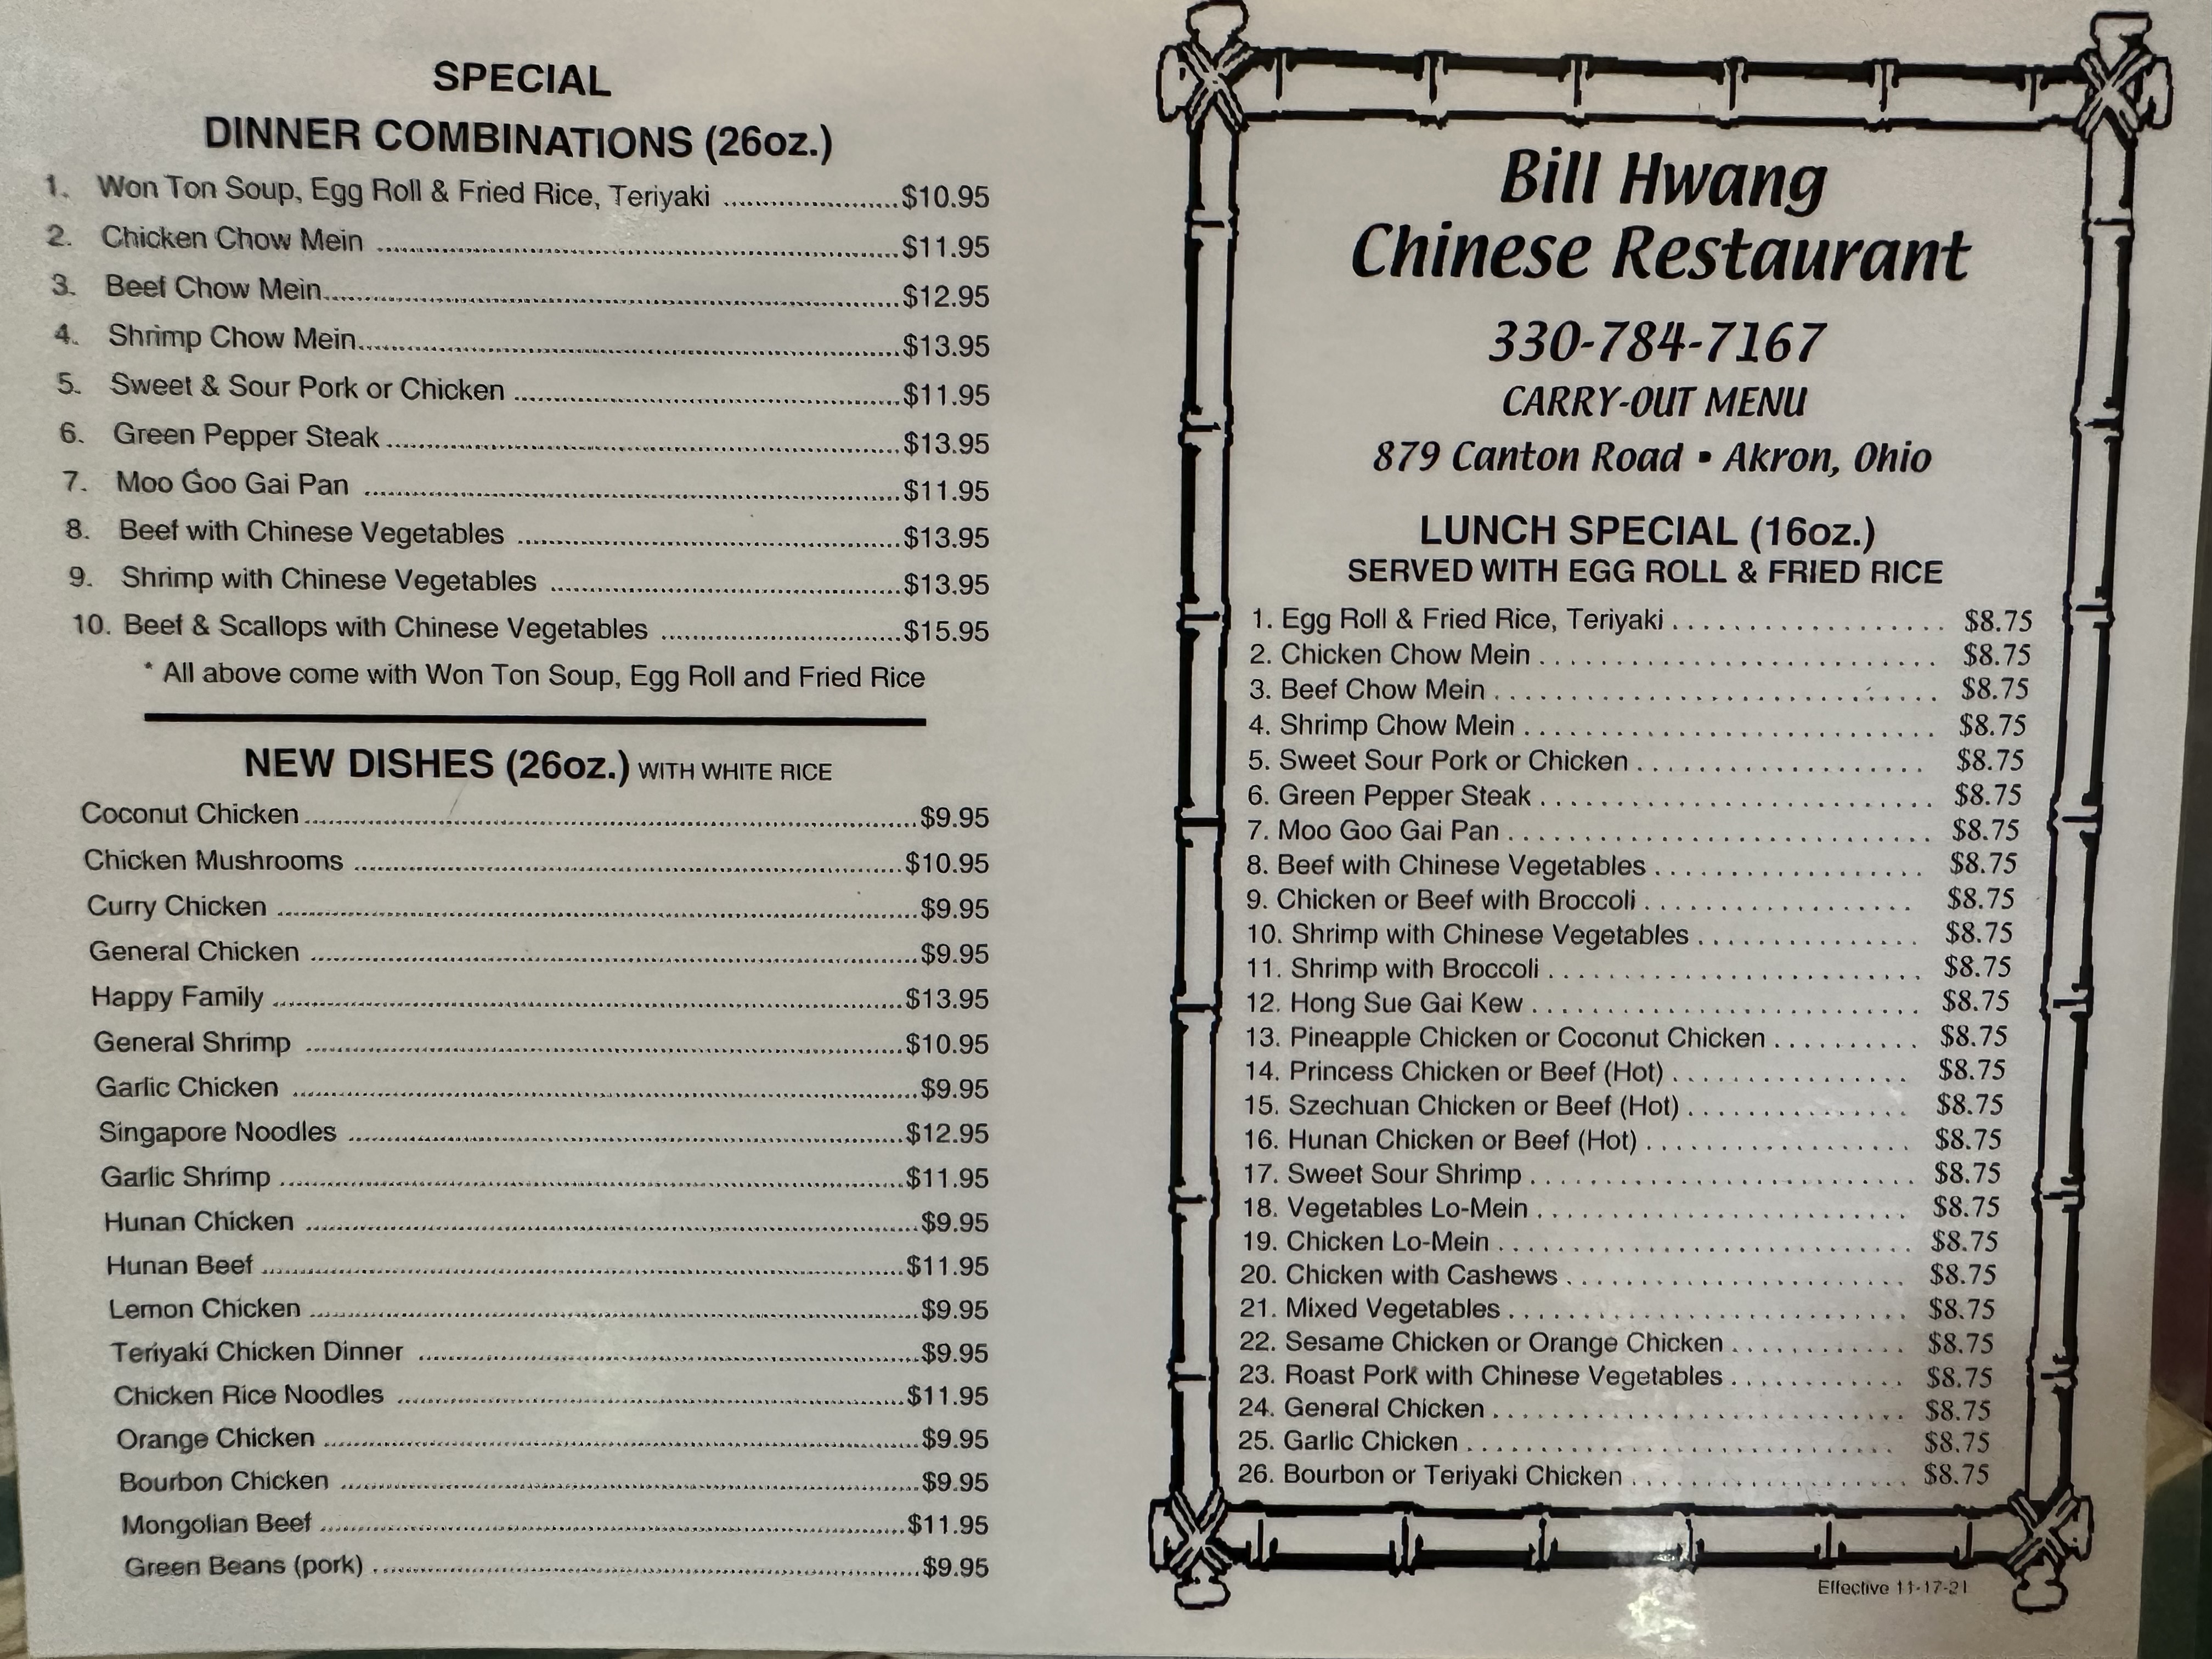 SPECIAL
DINNER COMBINATIONS (26oz.)
1. Won Ton Soup, Egg Roll & Fried Rice, Teriyaki ........................$10.95
2. Chicken Chow Mein ........................$11.95
3. Beef Chow Mein........................$12.95
4. Shrimp Chow Mein........................$13.95
5. Sweet & Sour Pork or Chicken ........................$11.95
6. Green Pepper Steak ........................$13.95
7. Moo Goo Gai Pan ........................$11.95
8. Beef with Chinese Vegetables ........................$13.95
9. Shrimp with Chinese Vegetables ........................$13.95
10. Beef & Scallops with Chinese Vegetables ........................$15.95
* All above come with Won Ton Soup, Egg Roll and Fried Rice
NEW DISHES (26oz.) WITH WHITE RICE
Coconut Chicken ........................$9.95
Chicken Mushrooms ........................$10.95
Curry Chicken ........................$9.95
General Chicken ........................$9.95
Happy Family ........................$13.95
General Shrimp ........................$10.95
Garlic Chicken ........................$9.95
Singapore Noodles ........................$12.95
Garlic Shrimp ........................$11.95
Hunan Chicken ........................$9.95
Hunan Beef ........................$11.95
Lemon Chicken ........................$9.95
Teriyaki Chicken Dinner ........................$9.95
Chicken Rice Noodles ........................$11.95
Orange Chicken ........................$9.95
Bourbon Chicken ........................$9.95
Mongolian Beef ........................$11.95
Green Beans (pork) ........................$9.95
Bill Hwang
Chinese Restaurant
330-784-7167
CARRY-OUT MENU
879 Canton Road • Akron, Ohio
LUNCH SPECIAL (16oz.)
SERVED WITH EGG ROLL & FRIED RICE
1. Egg Roll & Fried Rice, Teriyaki . . . . . . . . . . $8.75
2. Chicken Chow Mein . . . . . . . . . . $8.75
3. Beef Chow Mein . . . . . . . . . . $8.75
4. Shrimp Chow Mein . . . . . . . . . . $8.75
5. Sweet Sour Pork or Chicken . . . . . . . . . . $8.75
6. Green Pepper Steak . . . . . . . . . . $8.75
7. Moo Goo Gai Pan . . . . . . . . . . $8.75
8. Beef with Chinese Vegetables . . . . . . . . . . $8.75
9. Chicken or Beef with Broccoli . . . . . . . . . . $8.75
10. Shrimp with Chinese Vegetables . . . . . . . . . . $8.75
11. Shrimp with Broccoli . . . . . . . . . . $8.75
12. Hong Sue Gai Kew . . . . . . . . . . $8.75
13. Pineapple Chicken or Coconut Chicken . . . . . . . . . . $8.75
14. Princess Chicken or Beef (Hot) . . . . . . . . . . $8.75
15. Szechuan Chicken or Beef (Hot) . . . . . . . . . . $8.75
16. Hunan Chicken or Beef (Hot) . . . . . . . . . . $8.75
17. Sweet Sour Shrimp . . . . . . . . . . $8.75
18. Vegetables Lo-Mein . . . . . . . . . . $8.75
19. Chicken Lo-Mein . . . . . . . . . . $8.75
20. Chicken with Cashews . . . . . . . . . . $8.75
21. Mixed Vegetables . . . . . . . . . . $8.75
22. Sesame Chicken or Orange Chicken . . . . . . . . . . $8.75
23. Roast Pork with Chinese Vegetables . . . . . . . . . . $8.75
24. General Chicken . . . . . . . . . . $8.75
25. Garlic Chicken . . . . . . . . . . $8.75
26. Bourbon or Teriyaki Chicken . . . . . . . . . . $8.75
Effective 11-17-21